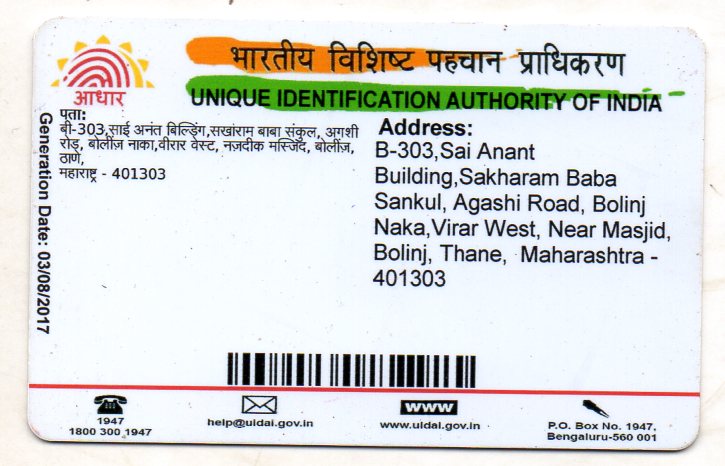 भारतीय विशिष्ट पहचान प्राधिकरण
UNIQUE IDENTIFICATION AUTHORITY OF INDIA
आधार
पता:
बी-303,साई अनंत बिल्डिंग,सखांराम बाबा संकुल, अगशी
रोड, बोलींज नाका,वीरार वेस्ट, नज़दीक मस्जिद, बोलींज,
ठाणे,
महाराष्ट्र - 401303
Address:
B-303,Sai Anant
Building,Sakharam Baba
Sankul, Agashi Road, Bolinj
Naka,Virar West, Near Masjid,
Bolinj, Thane, Maharashtra -
401303
Generation Date: 03/08/2017
1947
1800 300 1947
help@uidai.gov.in
www
www.uidai.gov.in
P.O. Box No. 1947,
Bengaluru-560 001